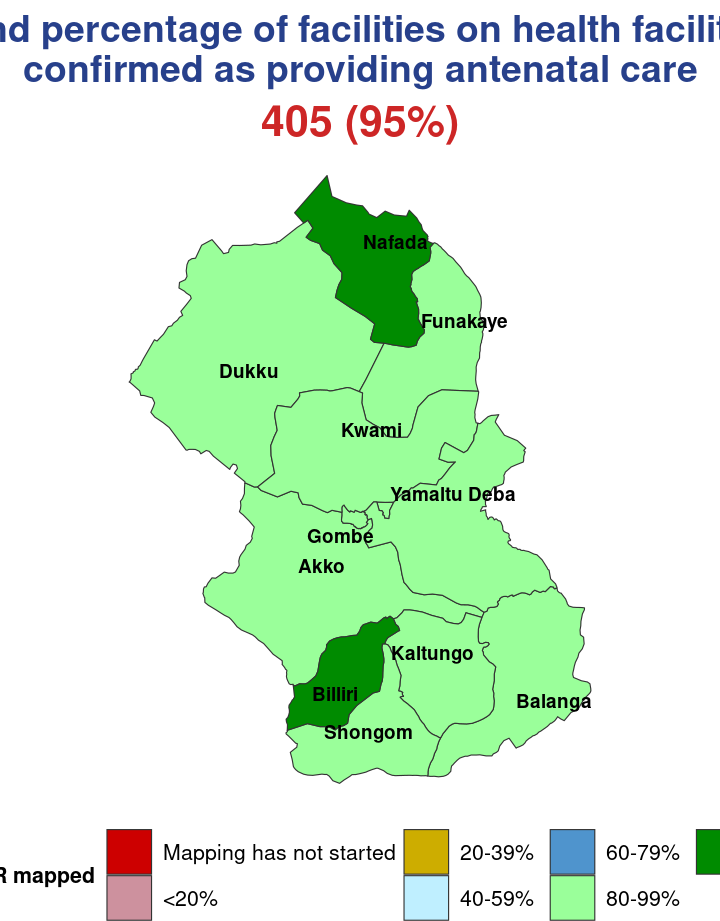 nd percentage of facilities on health facilit
confirmed as providing antenatal care
405 (95%)
Nafada
Funakaye
Dukku
Kwami
Yamaltu Deba
Gombe
Akko
Kaltungo
Billiri
Balanga
Shongom
R mapped
Mapping has not started
20-39%
60-79%
<20%
40-59%
80-99%